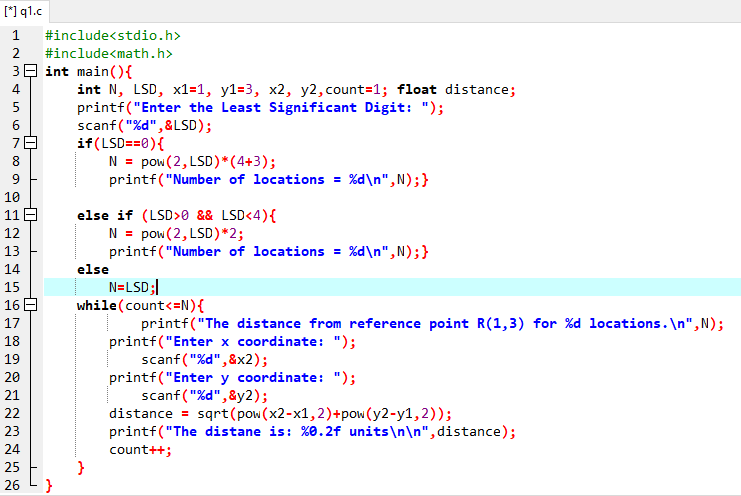 [*] q1.c
1 #include<stdio.h>
2 #include<math.h>
3 int main(){
4 int N, LSD, x1=1, y1=3, x2, y2,count=1; float distance;
5 printf("Enter the Least Significant Digit: ");
6 scanf("%d",&LSD);
7 if(LSD==0){
8 N = pow(2,LSD)*(4+3);
9 printf("Number of locations = %d\n",N);}
10
11 else if (LSD>0 && LSD<4){
12 N = pow(2,LSD)*2;
13 printf("Number of locations = %d\n",N);}
14 else
15 N=LSD;
16 while(count<=N){
17 printf("The distance from reference point R(1,3) for %d locations.\n",N);
18 printf("Enter x coordinate: ");
19 scanf("%d",&x2);
20 printf("Enter y coordinate: ");
21 scanf("%d",&y2);
22 distance = sqrt(pow(x2-x1,2)+pow(y2-y1,2));
23 printf("The distane is: %0.2f units\n\n",distance);
24 count++;
25 }
26 }